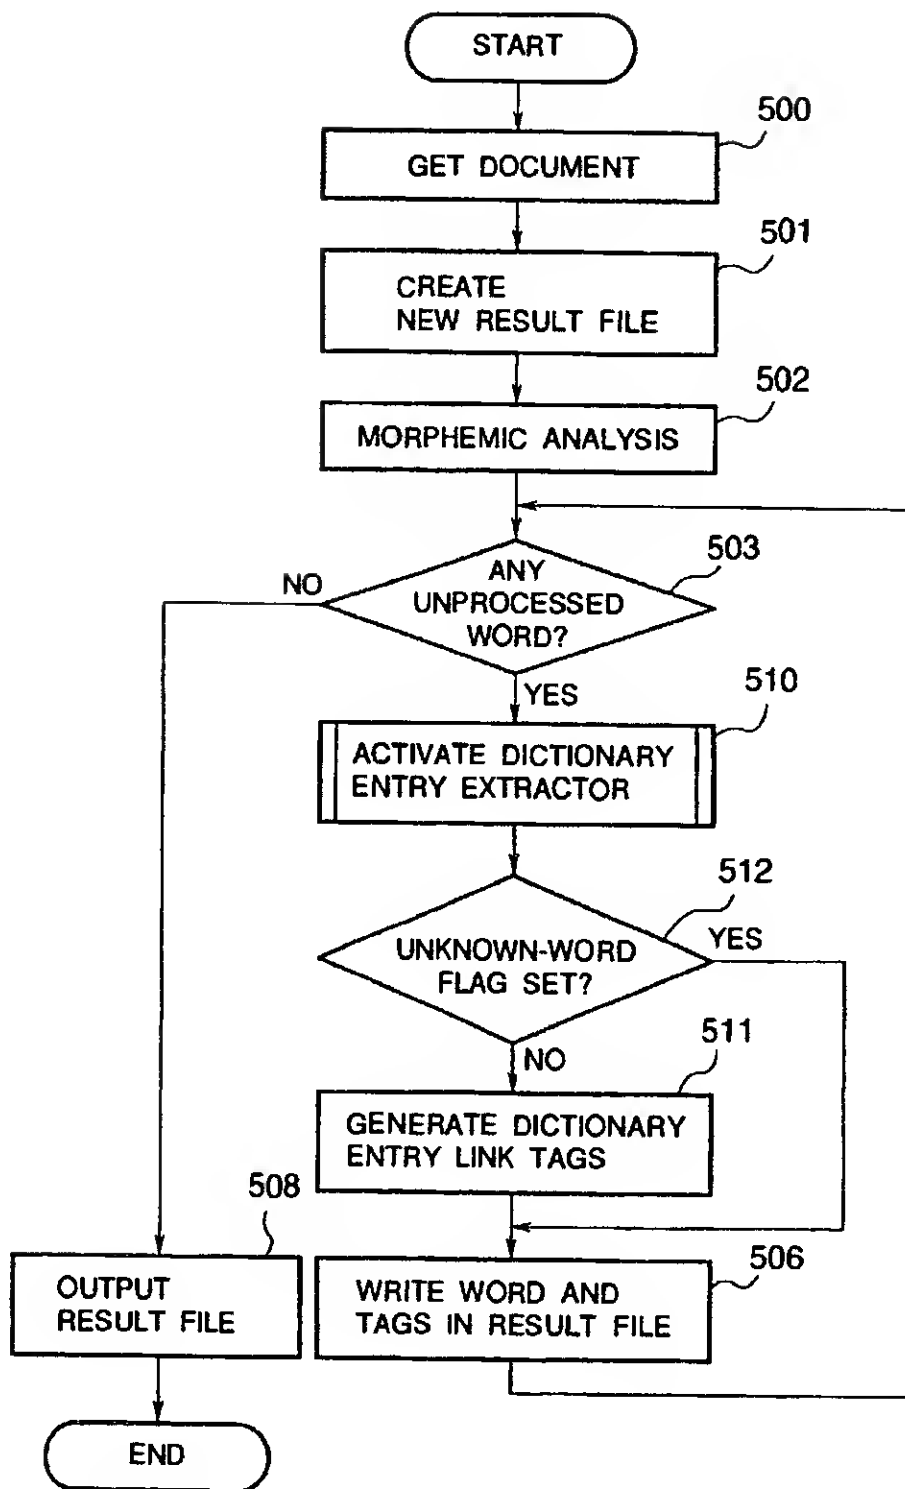 START
500
GET DOCUMENT
501
CREATE
NEW RESULT FILE
502
MORPHEMIC ANALYSIS
503
NO
ANY
UNPROCESSED
WORD?
YES
510
ACTIVATE DICTIONARY
ENTRY EXTRACTOR
512
YES
UNKNOWN-WORD
FLAG SET?
NO
511
GENERATE DICTIONARY
ENTRY LINK TAGS
508
OUTPUT
RESULT FILE
506
WRITE WORD AND
TAGS IN RESULT FILE
END